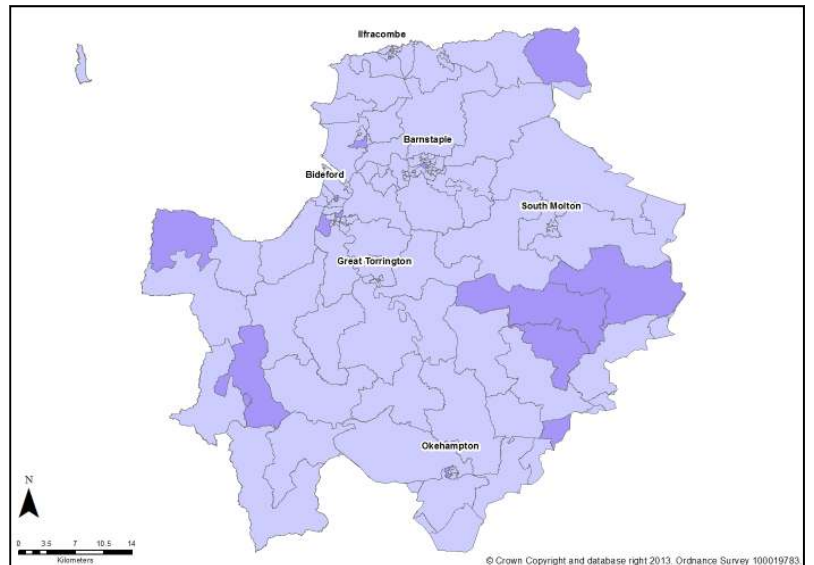 Ilfracombe
Barnstaple
Bideford
South Molton
Great Torrington
Okehampton
N
0 3.5 7 10.5 14
Kilometers
© Crown Copyright and database right 2013. Ordnance Survey 100019783.